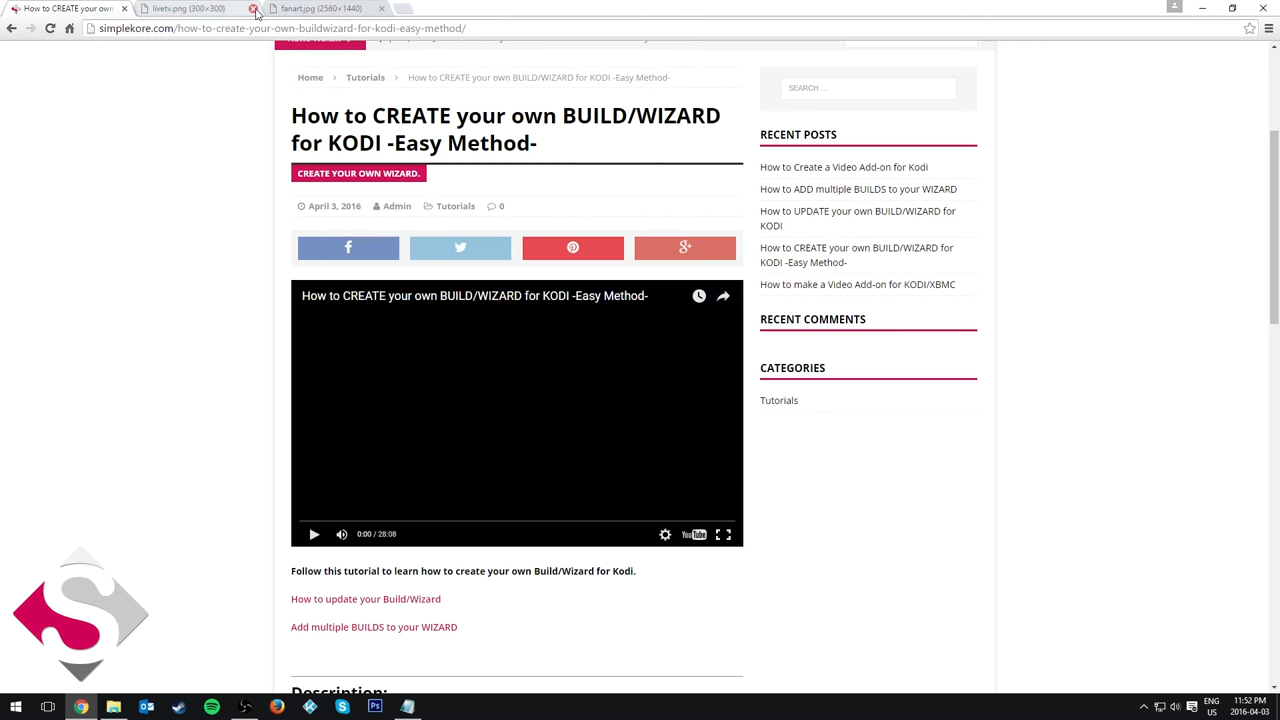 How to CREATE your own
livetv.png (300×300)
fanart.jpg (2560×1440)
simplekore.com/how-to-create-your-own-buildwizard-for-kodi-easy-method/
Home > Tutorials > How to CREATE your own BUILD/WIZARD for KODI -Easy Method-
How to CREATE your own BUILD/WIZARD
for KODI -Easy Method-
CREATE YOUR OWN WIZARD.
April 3, 2016 Admin Tutorials 0
How to CREATE your own BUILD/WIZARD for KODI -Easy Method-
0:00 / 28:08
YouTube
Follow this tutorial to learn how to create your own Build/Wizard for Kodi.
How to update your Build/Wizard
Add multiple BUILDS to your WIZARD
Description:
SEARCH …
RECENT POSTS
How to Create a Video Add-on for Kodi
How to ADD multiple BUILDS to your WIZARD
How to UPDATE your own BUILD/WIZARD for
KODI
How to CREATE your own BUILD/WIZARD for
KODI -Easy Method-
How to make a Video Add-on for KODI/XBMC
RECENT COMMENTS
CATEGORIES
Tutorials
S
ENG
US
11:52 PM
2016-04-03